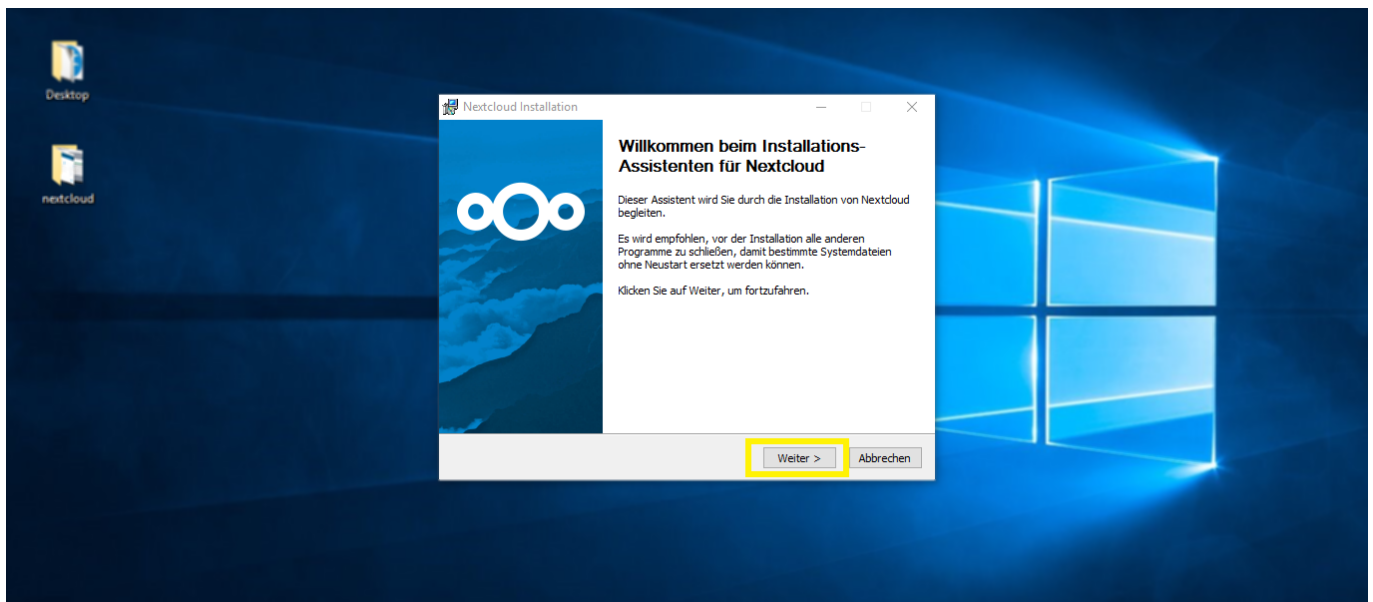 Desktop
nextcloud
Nextcloud Installation
Willkommen beim Installations-
Assistenten für Nextcloud
Dieser Assistent wird Sie durch die Installation von Nextcloud
begleiten.
Es wird empfohlen, vor der Installation alle anderen
Programme zu schließen, damit bestimmte Systemdateien
ohne Neustart ersetzt werden können.
Klicken Sie auf Weiter, um fortzufahren.
Weiter > Abbrechen